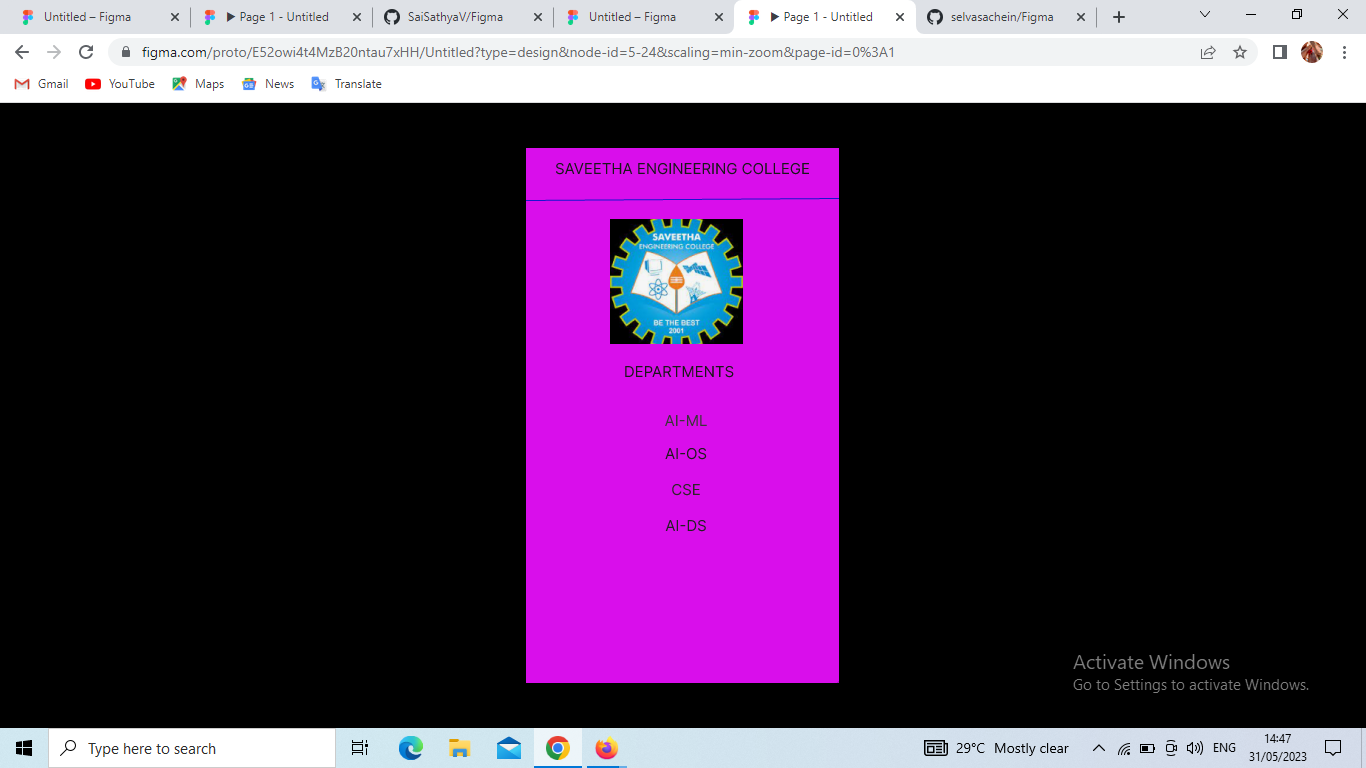 Untitled – Figma
▶ Page 1 - Untitled
SaiSathyaV/Figma
Untitled – Figma
▶ Page 1 - Untitled
selvasachein/Figma
figma.com/proto/E52owi4t4MzB20ntau7xHH/Untitled?type=design&node-id=5-24&scaling=min-zoom&page-id=0%3A1
Gmail
YouTube
Maps
News
Translate
SAVEETHA ENGINEERING COLLEGE
SAVEETHA
ENGINEERING COLLEGE
BE THE BEST
2001
DEPARTMENTS
AI-ML
AI-OS
CSE
AI-DS
Activate Windows
Go to Settings to activate Windows.
Type here to search
29°C Mostly clear
ENG
14:47
31/05/2023